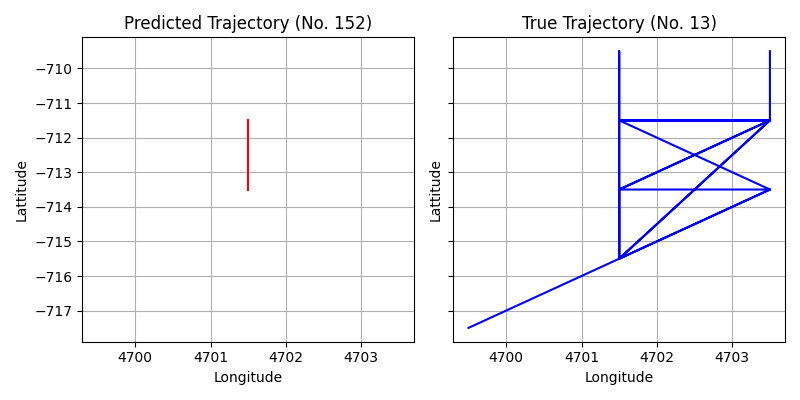 Predicted Trajectory (No. 152)
−710
−711
−712
−713
−714
−715
−716
−717
Lattitude
4700 4701 4702 4703
Longitude
True Trajectory (No. 13)
Lattitude
4700 4701 4702 4703
Longitude